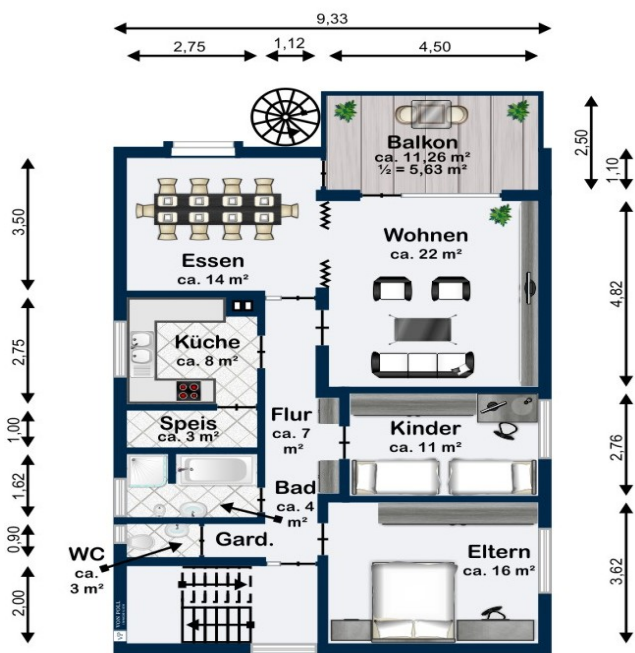 9,33
2,75
1,12
4,50
Balkon
ca. 11,26 m²
½ = 5,63 m²
2,50
1,10
3,50
Essen
ca. 14 m²
Wohnen
ca. 22 m²
4,82
2,75
Küche
ca. 8 m²
1,00
Speis
ca. 3 m²
Flur
ca. 7
m²
Kinder
ca. 11 m²
2,76
1,62
Bad
ca. 4
m²
0,90
WC
ca.
3 m²
Gard.
Eltern
ca. 16 m²
3,62
2,00
VP
VON POLL